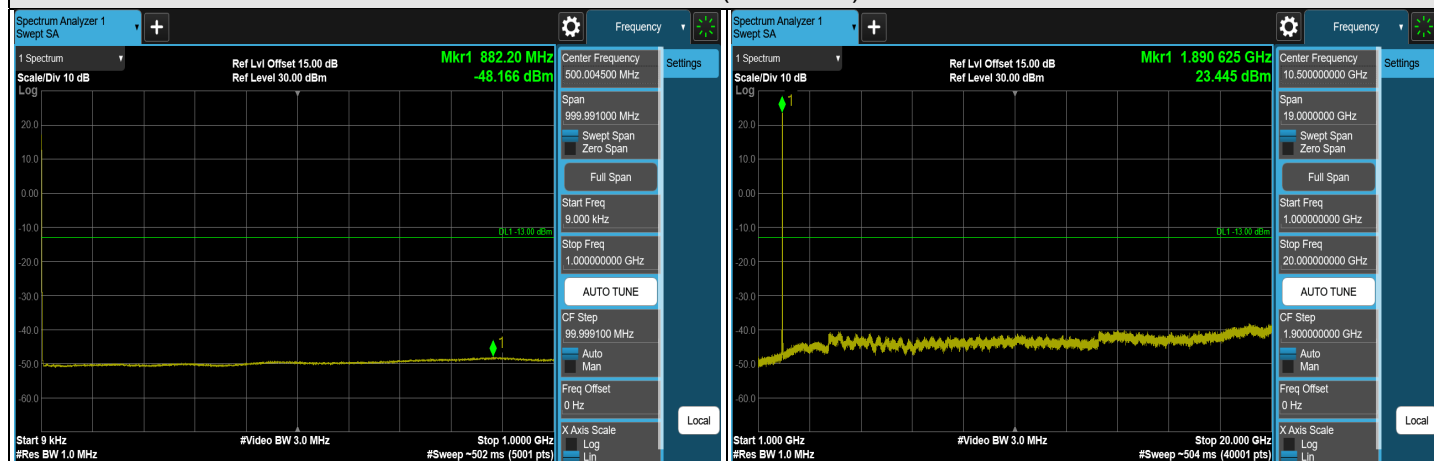 Spectrum Analyzer 1
Swept SA
+
Frequency
1 Spectrum
Scale/Div 10 dB
Log
Ref Lvl Offset 15.00 dB
Ref Level 30.00 dBm
Mkr1 882.20 MHz
-48.166 dBm
1
20.0
10.0
0.00
-10.0
-20.0
-30.0
-40.0
-50.0
-60.0
DL1 -13.00 dBm
1
Start 9 kHz
#Res BW 1.0 MHz
#Video BW 3.0 MHz
Stop 1.0000 GHz
#Sweep ~502 ms (5001 pts)
Center Frequency
500.004500 MHz
Span
999.991000 MHz
Swept Span
Zero Span
Full Span
Start Freq
9.000 kHz
Stop Freq
1.000000000 GHz
AUTO TUNE
CF Step
99.999100 MHz
Auto
Man
Freq Offset
0 Hz
X Axis Scale
Log
Lin
Settings
Local
Spectrum Analyzer 1
Swept SA
+
Frequency
1 Spectrum
Scale/Div 10 dB
Log
Ref Lvl Offset 15.00 dB
Ref Level 30.00 dBm
Mkr1 1.890 625 GHz
23.445 dBm
1
20.0
10.0
0.00
-10.0
-20.0
-30.0
-40.0
-50.0
-60.0
DL1 -13.00 dBm
Start 1.000 GHz
#Res BW 1.0 MHz
#Video BW 3.0 MHz
Stop 20.000 GHz
#Sweep ~504 ms (40001 pts)
Center Frequency
10.500000000 GHz
Span
19.0000000 GHz
Swept Span
Zero Span
Full Span
Start Freq
1.000000000 GHz
Stop Freq
20.000000000 GHz
AUTO TUNE
CF Step
1.900000000 GHz
Auto
Man
Freq Offset
0 Hz
X Axis Scale
Log
Lin
Settings
Local